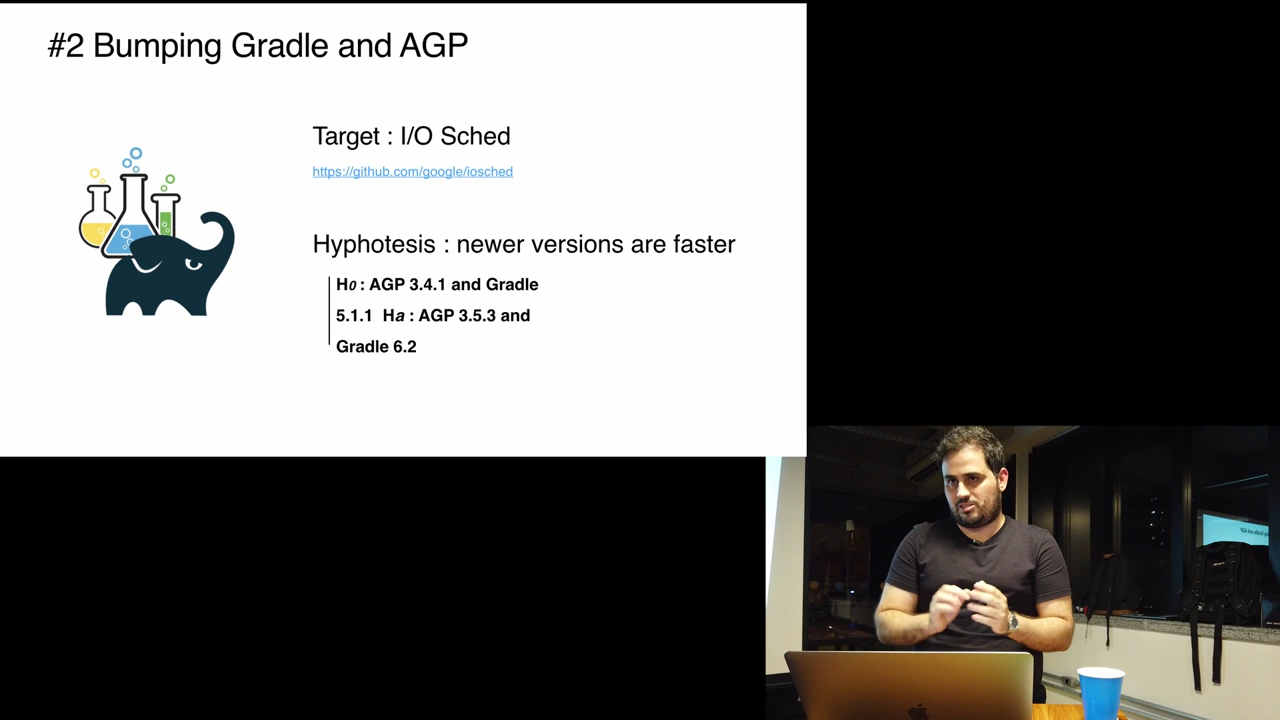 #2 Bumping Gradle and AGP
Target : I/O Sched
https://github.com/google/iosched
Hyphotesis : newer versions are faster
H0 : AGP 3.4.1 and Gradle
5.1.1 Ha : AGP 3.5.3 and
Gradle 6.2